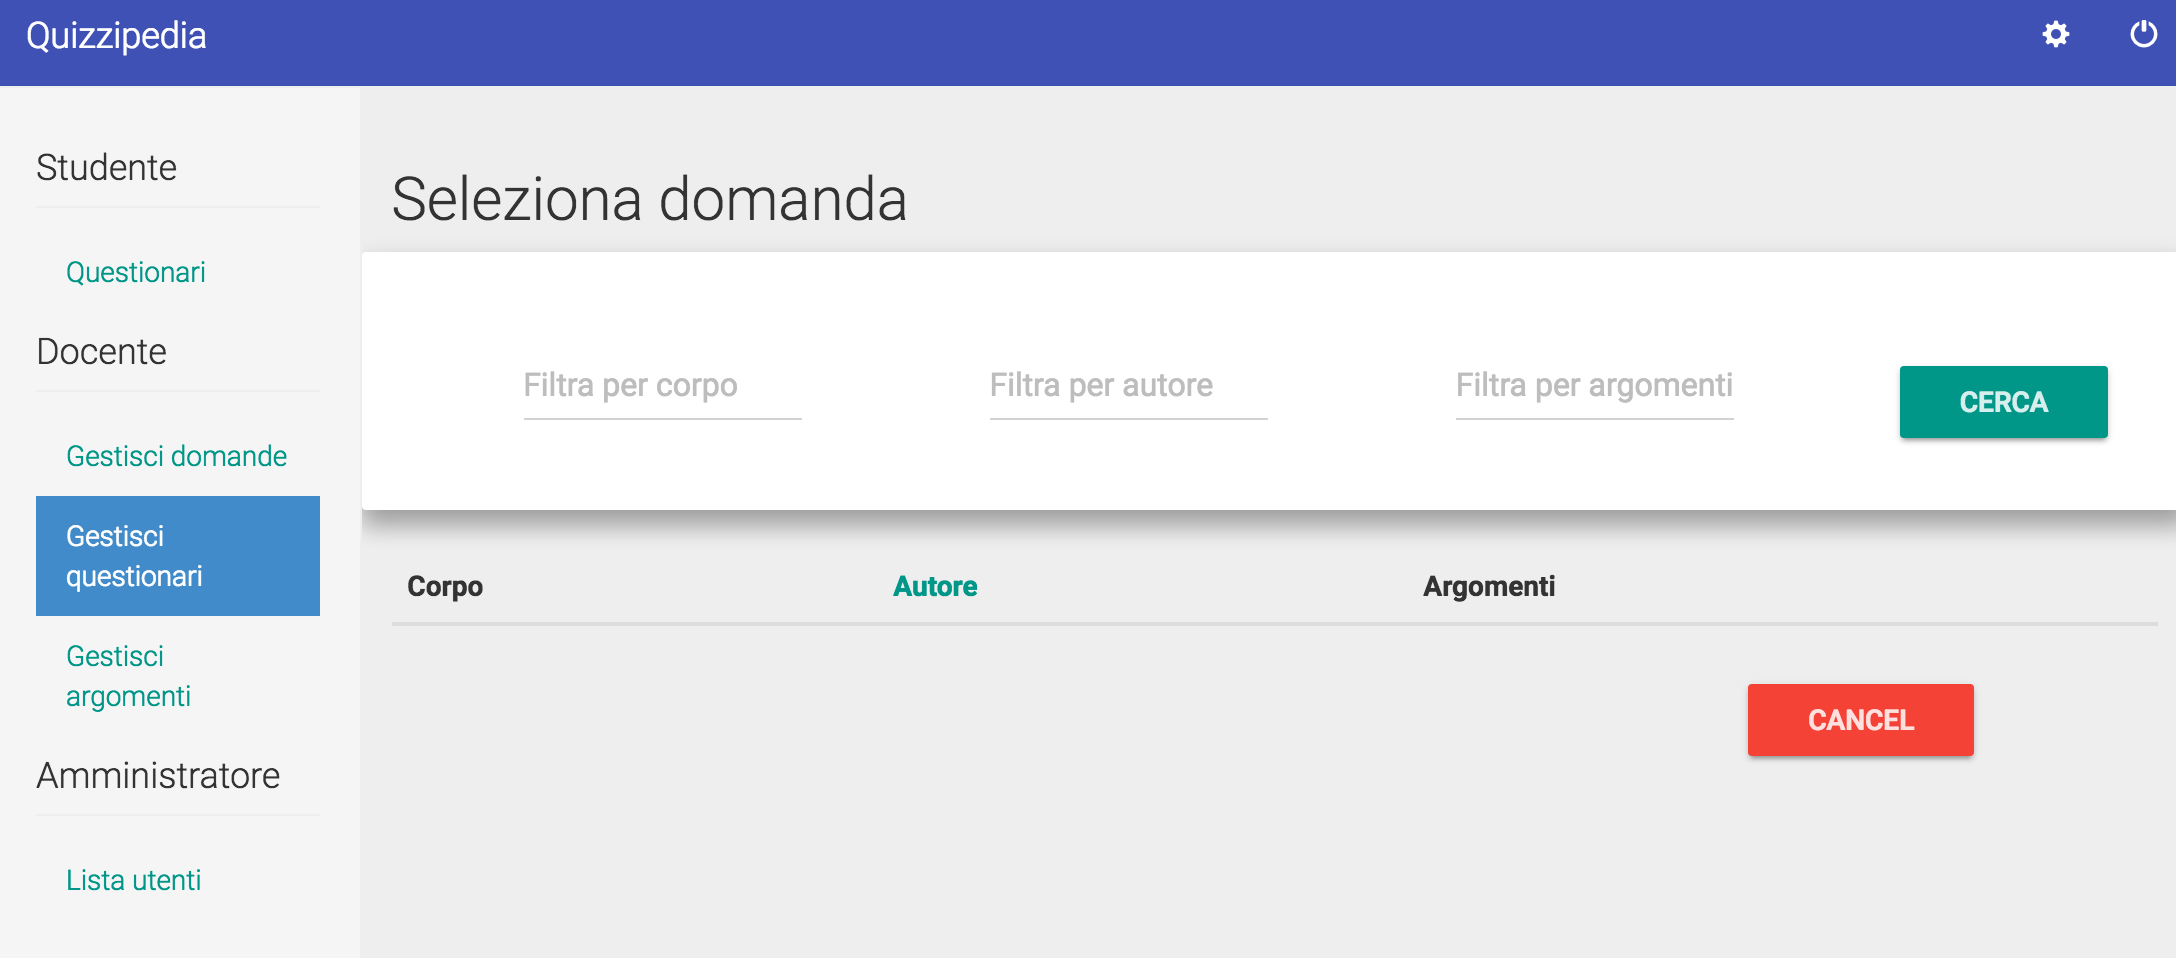 Quizzipedia
Studente
Questionari
Docente
Gestisci domande
Gestisci
questionari
Gestisci
argomenti
Amministratore
Lista utenti
Seleziona domanda
Filtra per corpo
Filtra per autore
Filtra per argomenti
CERCA
Corpo
Autore
Argomenti
CANCEL